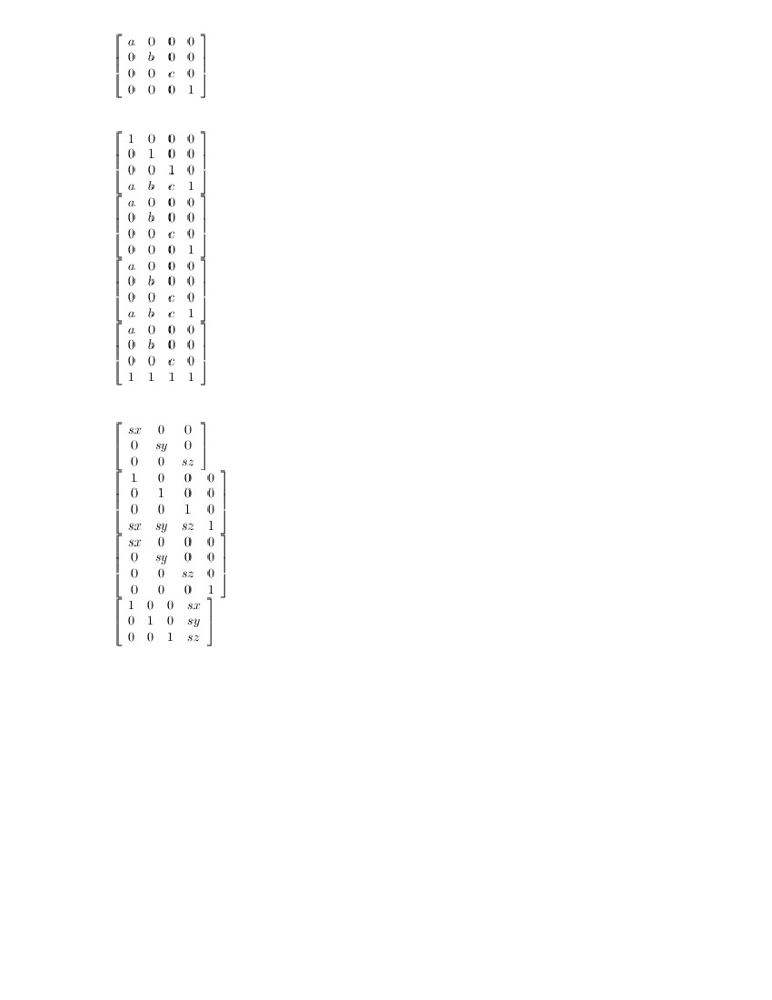 a 0 0 0
0 b 0 0
0 0 c 0
0 0 0 1
1 0 0 0
0 1 0 0
0 0 1 0
a b c 1
a 0 0 0
0 b 0 0
0 0 c 0
0 0 0 1
a 0 0 0
0 b 0 0
0 0 c 0
a b c 1
a 0 0 0
0 b 0 0
0 0 c 0
1 1 1 1
sx 0 0
0 sy 0
0 0 sz
1 0 0 0
0 1 0 0
0 0 1 0
sx sy sz 1
sx 0 0 0
0 sy 0 0
0 0 sz 0
0 0 0 1
1 0 0 sx
0 1 0 sy
0 0 1 sz